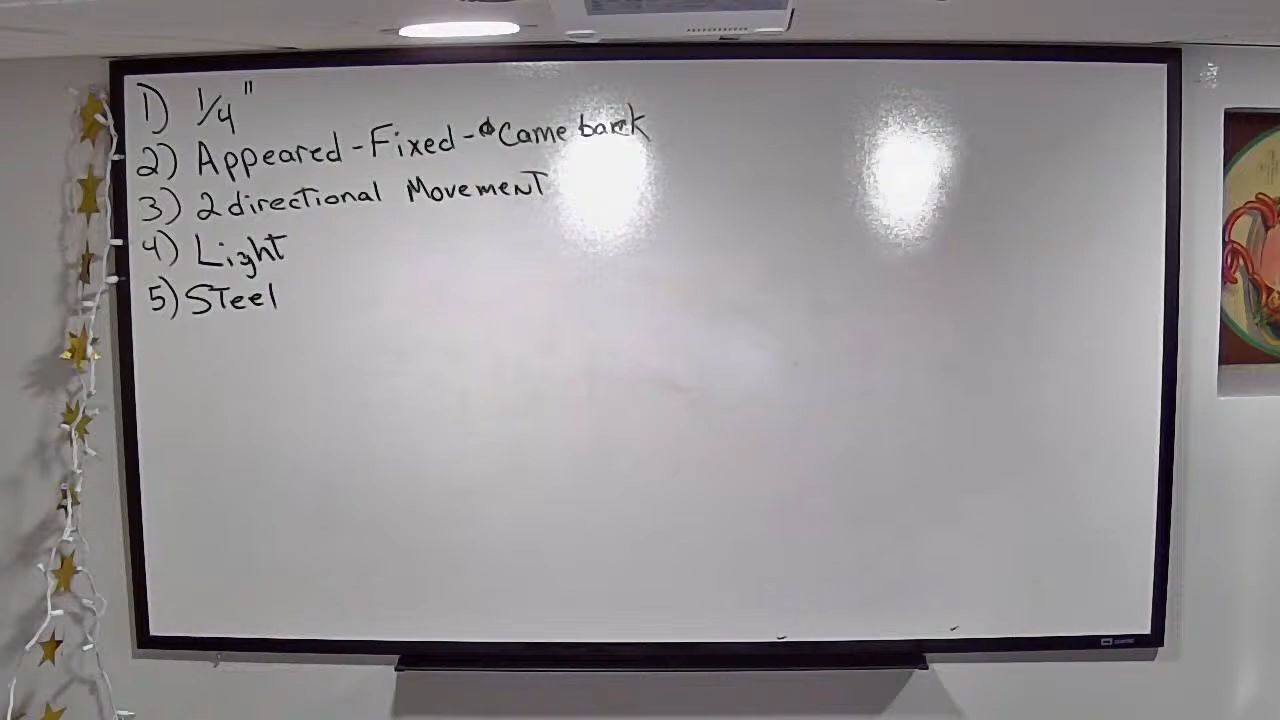 1) 1/4"
2) Appeared - Fixed - Came back
3) 2 directional Movement
4) Light
5) Steel